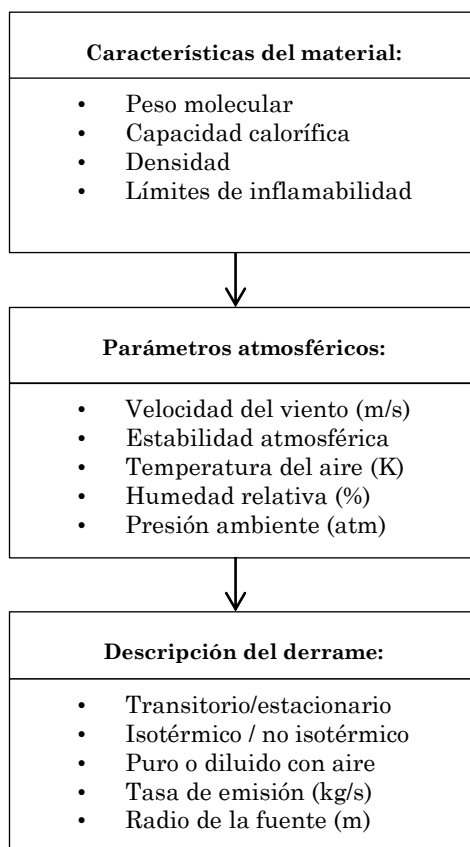 Características del material:
• Peso molecular
• Capacidad calorífica
• Densidad
• Límites de inflamabilidad
Parámetros atmosféricos:
• Velocidad del viento (m/s)
• Estabilidad atmosférica
• Temperatura del aire (K)
• Humedad relativa (%)
• Presión ambiente (atm)
Descripción del derrame:
• Transitorio/estacionario
• Isotérmico / no isotérmico
• Puro o diluido con aire
• Tasa de emisión (kg/s)
• Radio de la fuente (m)